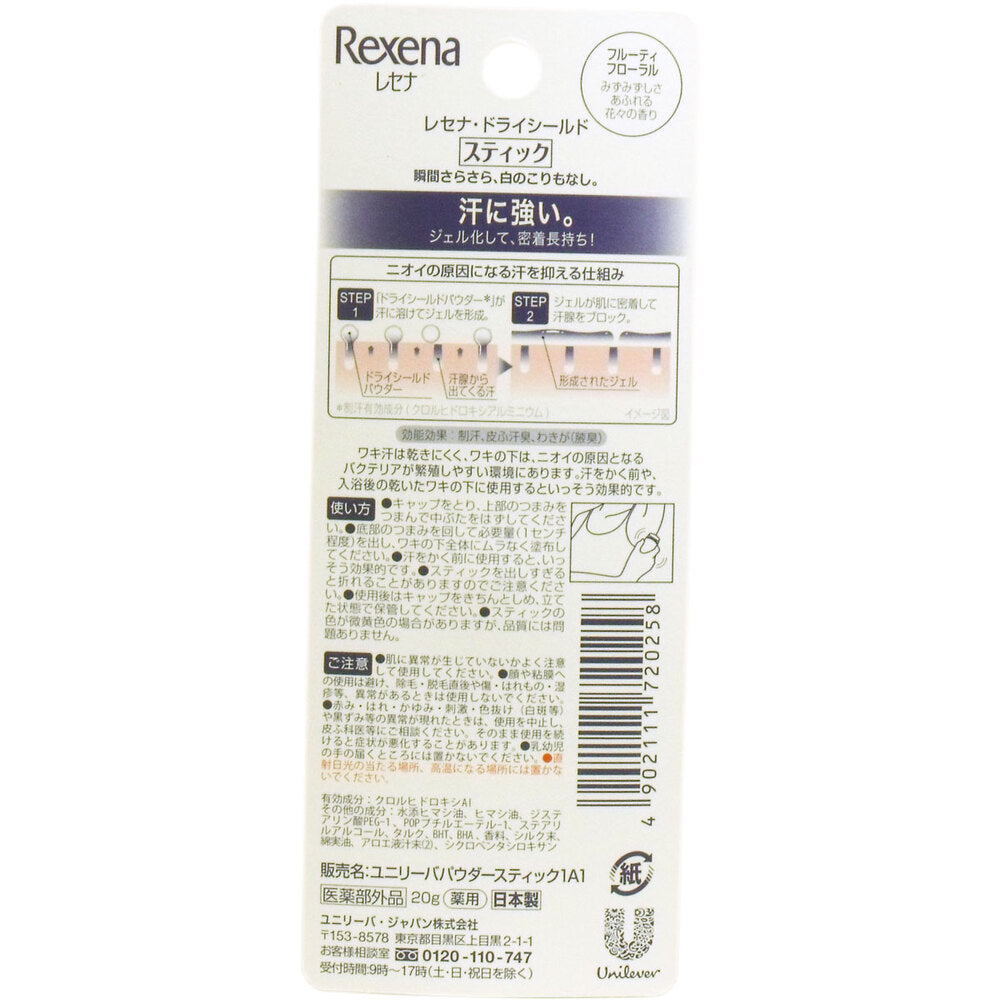 Rexena
レセナ
フルーティ
フローラル
みずみずしさ
あふれる
花々の香り
レセナ・ドライシールド
スティック
瞬間さらさら、白のこりもなし。
汗に強い。
ジェル化して、密着長持ち!
ニオイの原因になる汗を抑える仕組み
STEP
1
「ドライシールドパウダー*」が
汗に溶けてジェルを形成。
STEP
2
ジェルが肌に密着して
汗腺をブロック。
ドライシールド
パウダー
汗腺から
出てくる汗
形成されたジェル
*制汗有効成分(クロルヒドロキシアルミニウム)
イメージ図
効能効果:制汗、皮ふ汗臭、わきが(腋臭)
ワキ汗は乾きにくく、ワキの下は、ニオイの原因となる
バクテリアが繁殖しやすい環境にあります。汗をかく前や、
入浴後の乾いたワキの下に使用するといっそう効果的です。
使い方 ●キャップをとり、上部のつまみを
つまんで中ぶたをはずしてくださ
い。●底部のつまみを回して必要量(1センチ
程度)を出し、ワキの下全体にムラなく塗布し
てください。●汗をかく前に使用すると、いっ
そう効果的です。●スティックを出しすぎる
と折れることがありますのでご注意くださ
い。●使用後はキャップをきちんとしめ、立て
た状態で保管してください。●スティックの
色が微黄色の場合がありますが、品質には問
題ありません。
ご注意 ●肌に異常が生じていないかよく注意
して使用してください。●顔や粘膜へ
の使用は避け、除毛・脱毛直後や傷・はれもの・湿
疹等、異常があるときは使用しないでください。
●赤み・はれ・かゆみ・刺激・色抜け(白斑等)
や黒ずみ等の異常が現れたときは、使用を中止し、
皮ふ科医等にご相談ください。そのまま使用を続
けると症状が悪化することがあります。●乳幼児
の手の届くところには置かないでください。●直
射日光の当たる場所、高温になる場所には置かな
いでください。
有効成分:クロルヒドロキシAl
その他の成分:水添ヒマシ油、ヒマシ油、ジステ
アリン酸PEG-1、POPブチルエーテル-1、ステアリ
ルアルコール、タルク、BHT、BHA、香料、シルク末、
綿実油、アロエ液汁末(2)、シクロペンタシロキサン
4 902111 720258
販売名:ユニリーバパウダースティック1A1
医薬部外品 20g 薬用 日本製
紙
ユニリーバ・ジャパン株式会社
〒153-8578 東京都目黒区上目黒2-1-1
お客様相談室 0120-110-747
受付時間:9時〜17時(土・日・祝日を除く)
Unilever